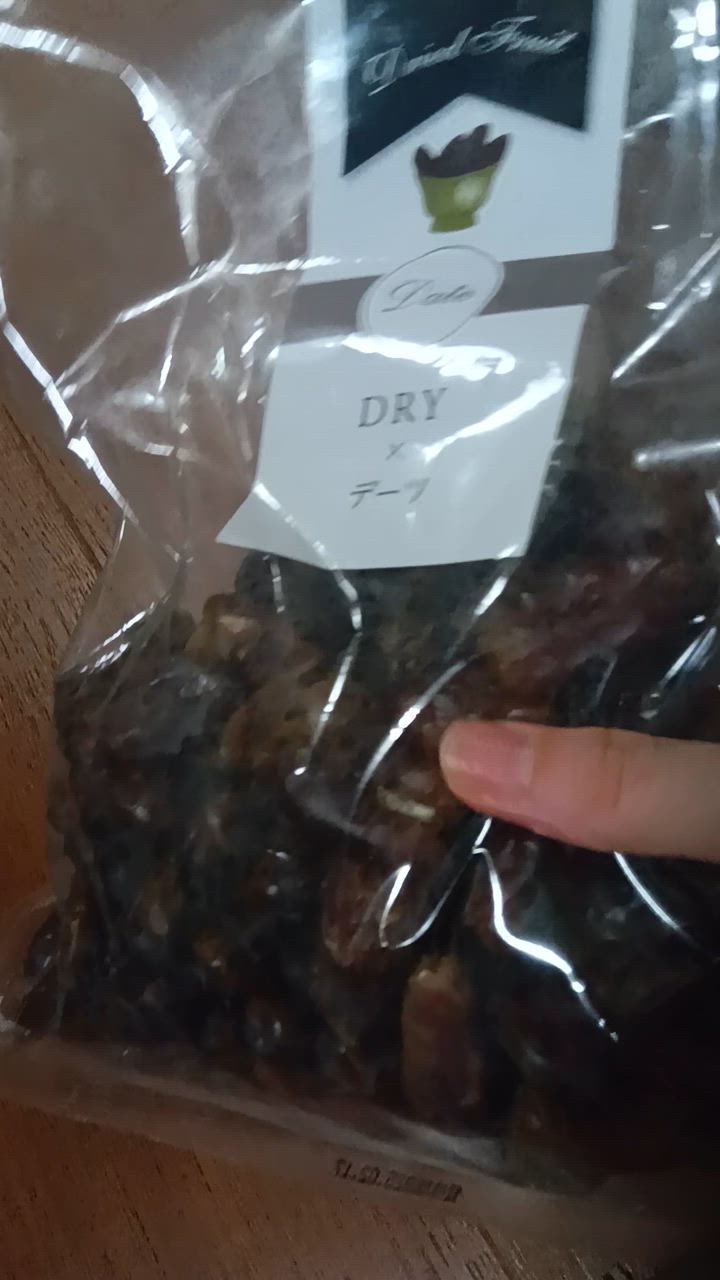 Dried Fruit
Date
DRY
×
デーツ